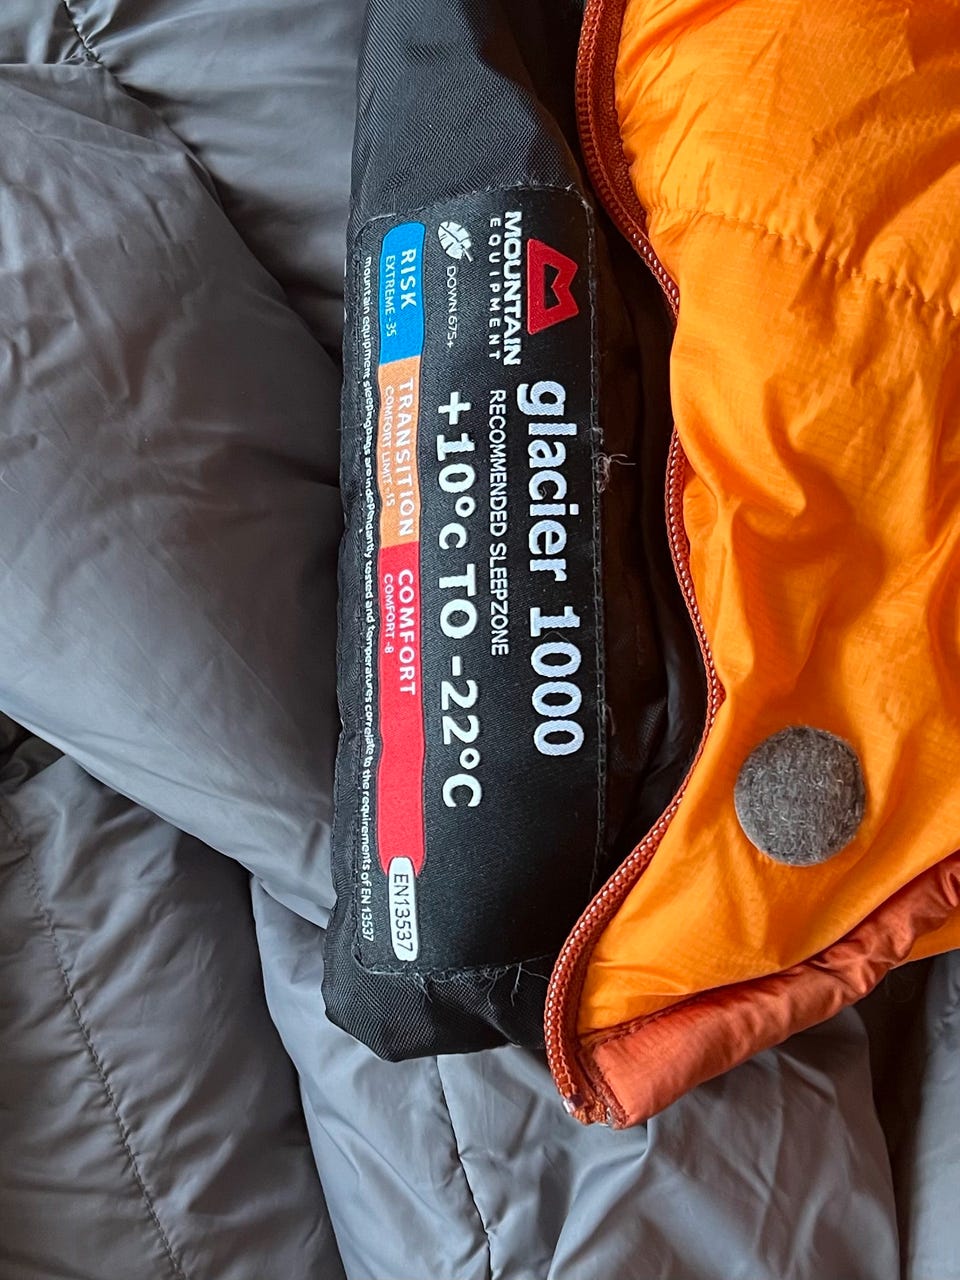 MOUNTAIN
EQUIPMENT
glacier 1000
RECOMMENDED SLEEPZONE
DOWN 675+
+10°C TO -22°C
RISK
EXTREME -35
TRANSITION
COMFORT LIMIT -15
COMFORT
COMFORT -8
EN13537
mountain equipment sleepingbags are independantly tested and temperatures correlate to the requirements of EN 13537